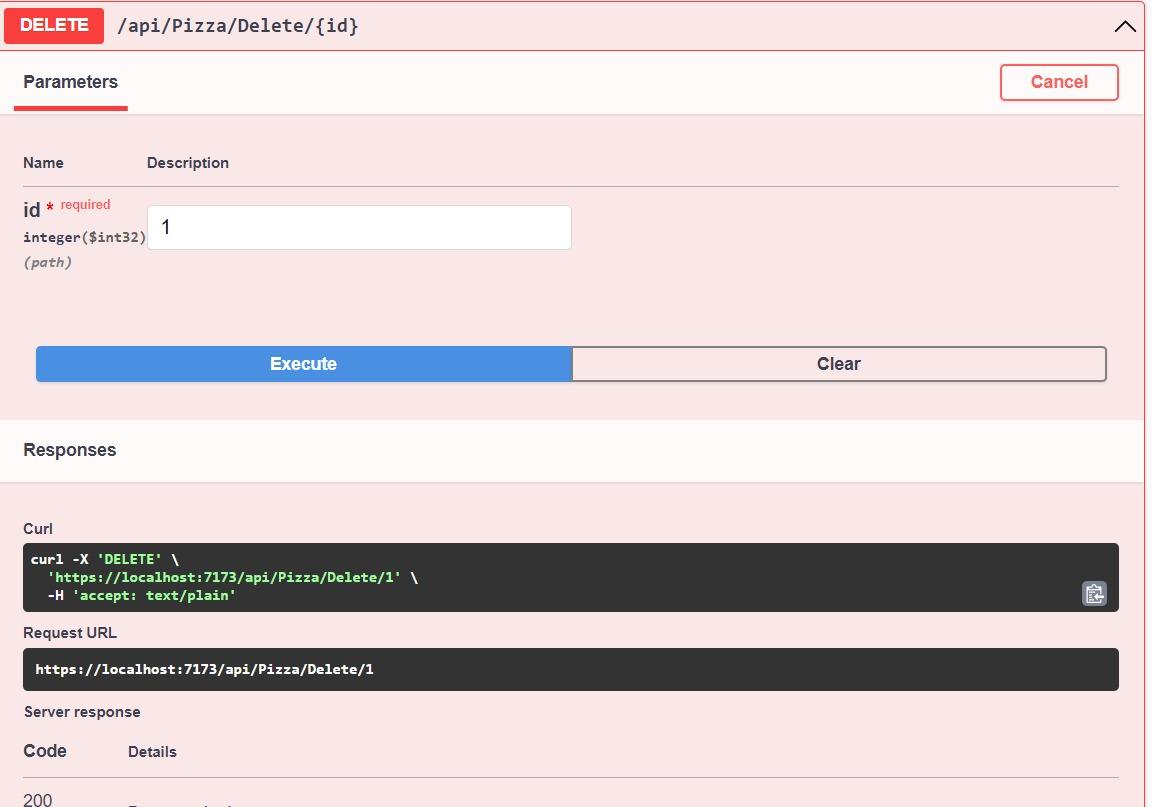 DELETE /api/Pizza/Delete/{id}
Parameters
Cancel
Name Description
id * required
integer($int32)
(path)
1
Execute Clear
Responses
Curl
curl -X 'DELETE' \
'https://localhost:7173/api/Pizza/Delete/1' \
-H 'accept: text/plain'
Request URL
https://localhost:7173/api/Pizza/Delete/1
Server response
Code Details
200